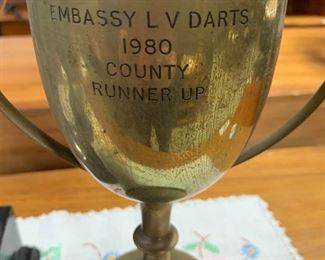 EMBASSY L V DARTS
1980
COUNTY
RUNNER UP